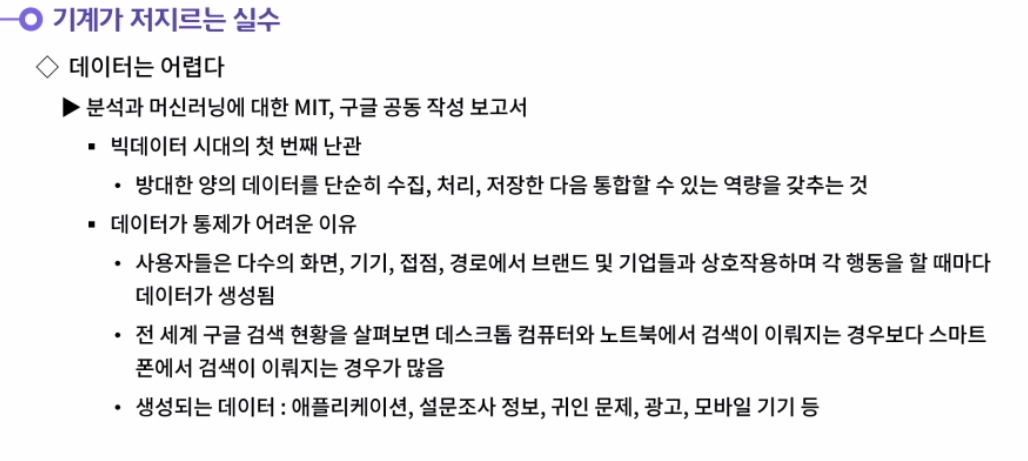 기계가 저지르는 실수
◇ 데이터는 어렵다
▶ 분석과 머신러닝에 대한 MIT, 구글 공동 작성 보고서
▪ 빅데이터 시대의 첫 번째 난관
• 방대한 양의 데이터를 단순히 수집, 처리, 저장한 다음 통합할 수 있는 역량을 갖추는 것
▪ 데이터가 통제가 어려운 이유
• 사용자들은 다수의 화면, 기기, 접점, 경로에서 브랜드 및 기업들과 상호작용하며 각 행동을 할 때마다
데이터가 생성됨
• 전 세계 구글 검색 현황을 살펴보면 데스크톱 컴퓨터와 노트북에서 검색이 이뤄지는 경우보다 스마트
폰에서 검색이 이뤄지는 경우가 많음
• 생성되는 데이터 : 애플리케이션, 설문조사 정보, 귀인 문제, 광고, 모바일 기기 등